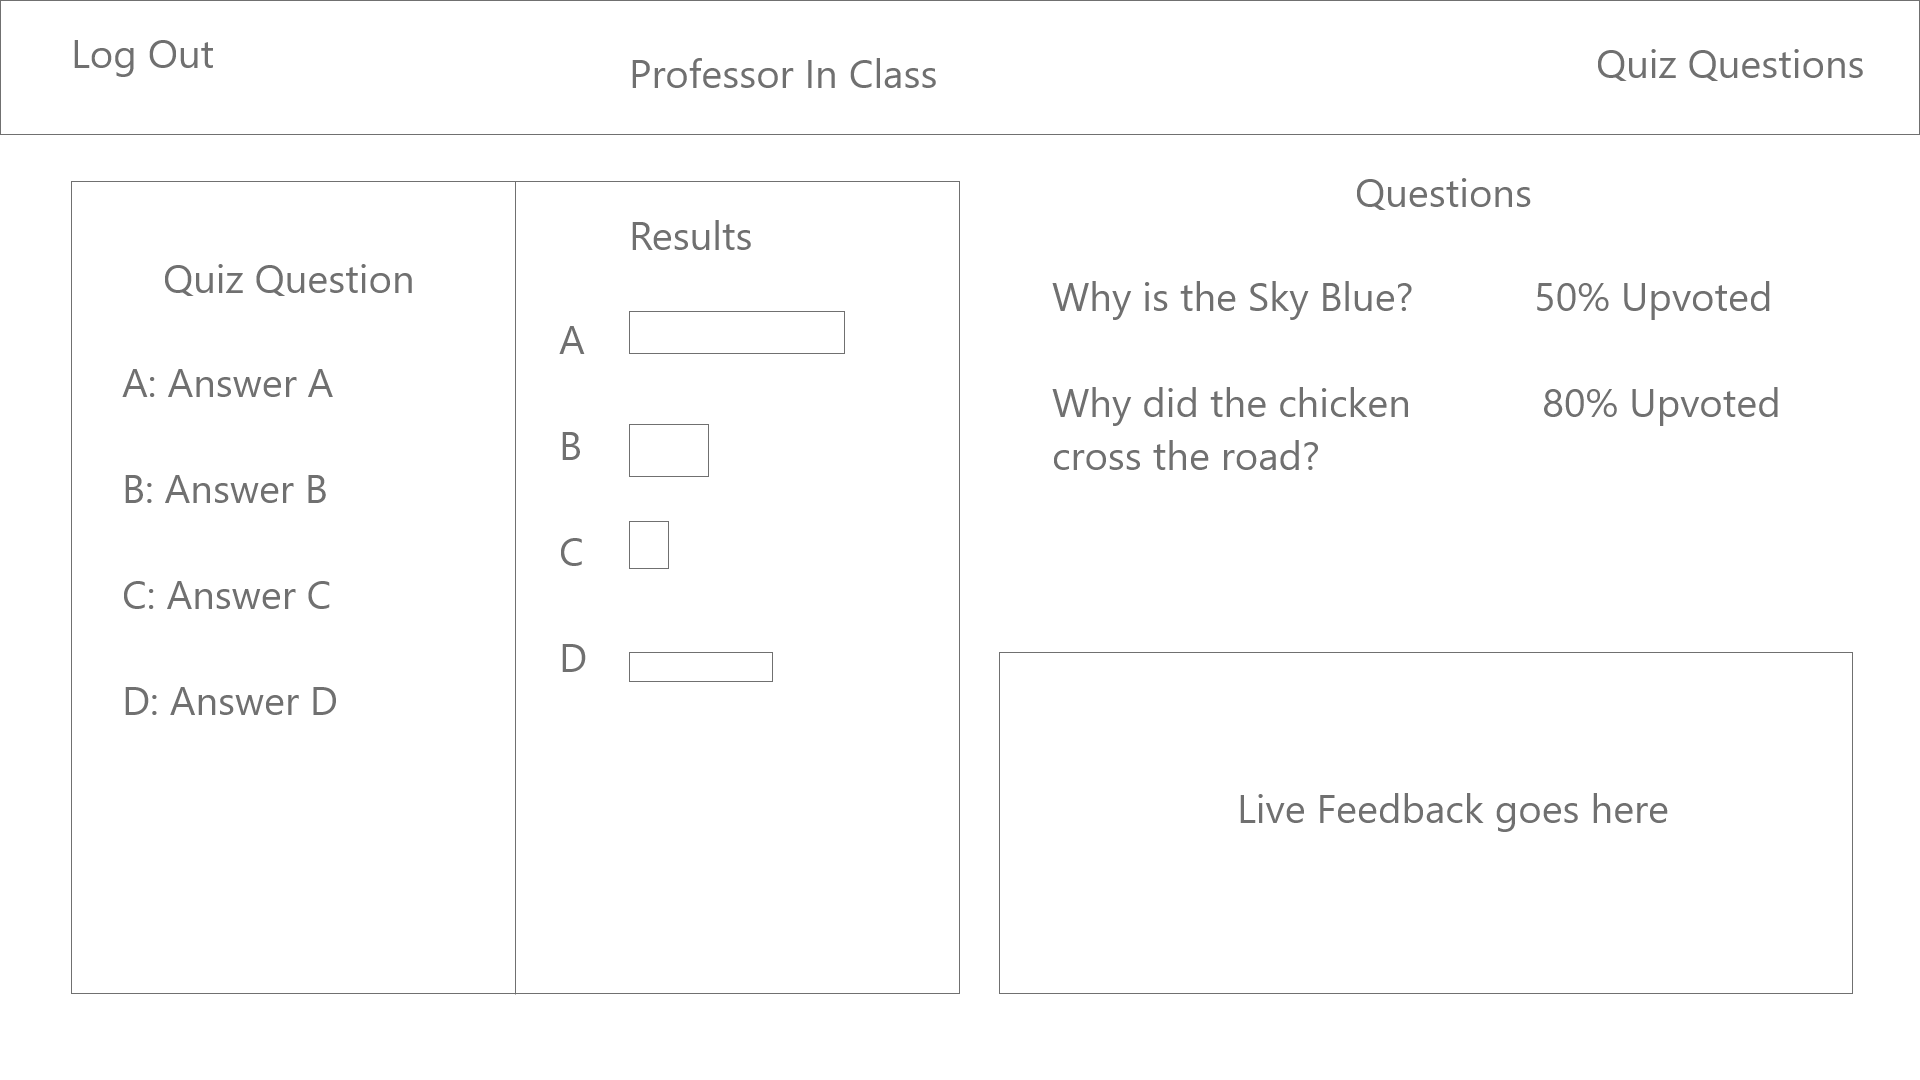 Log Out
Professor In Class
Quiz Questions
Quiz Question
A: Answer A
B: Answer B
C: Answer C
D: Answer D
Results
A
B
C
D
Questions
Why is the Sky Blue?
50% Upvoted
Why did the chicken
cross the road?
80% Upvoted
Live Feedback goes here